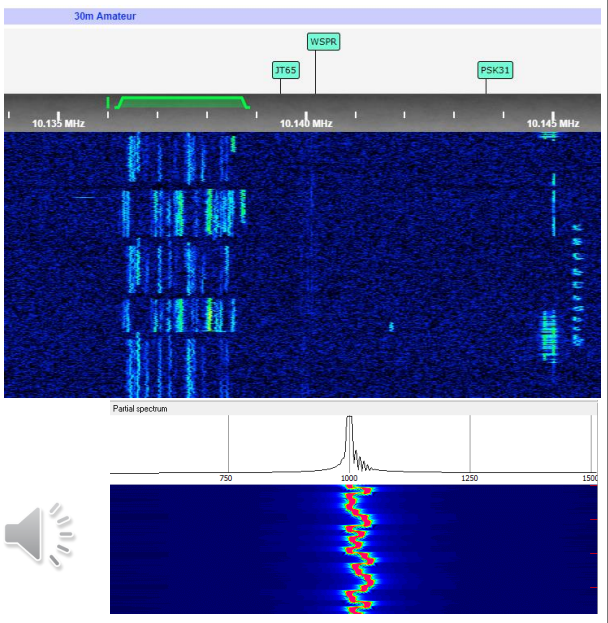 30m Amateur
WSPR
JT65
PSK31
10.135 MHz
10.140 MHz
10.145 MHz
Partial spectrum
750
1000
1250
1500